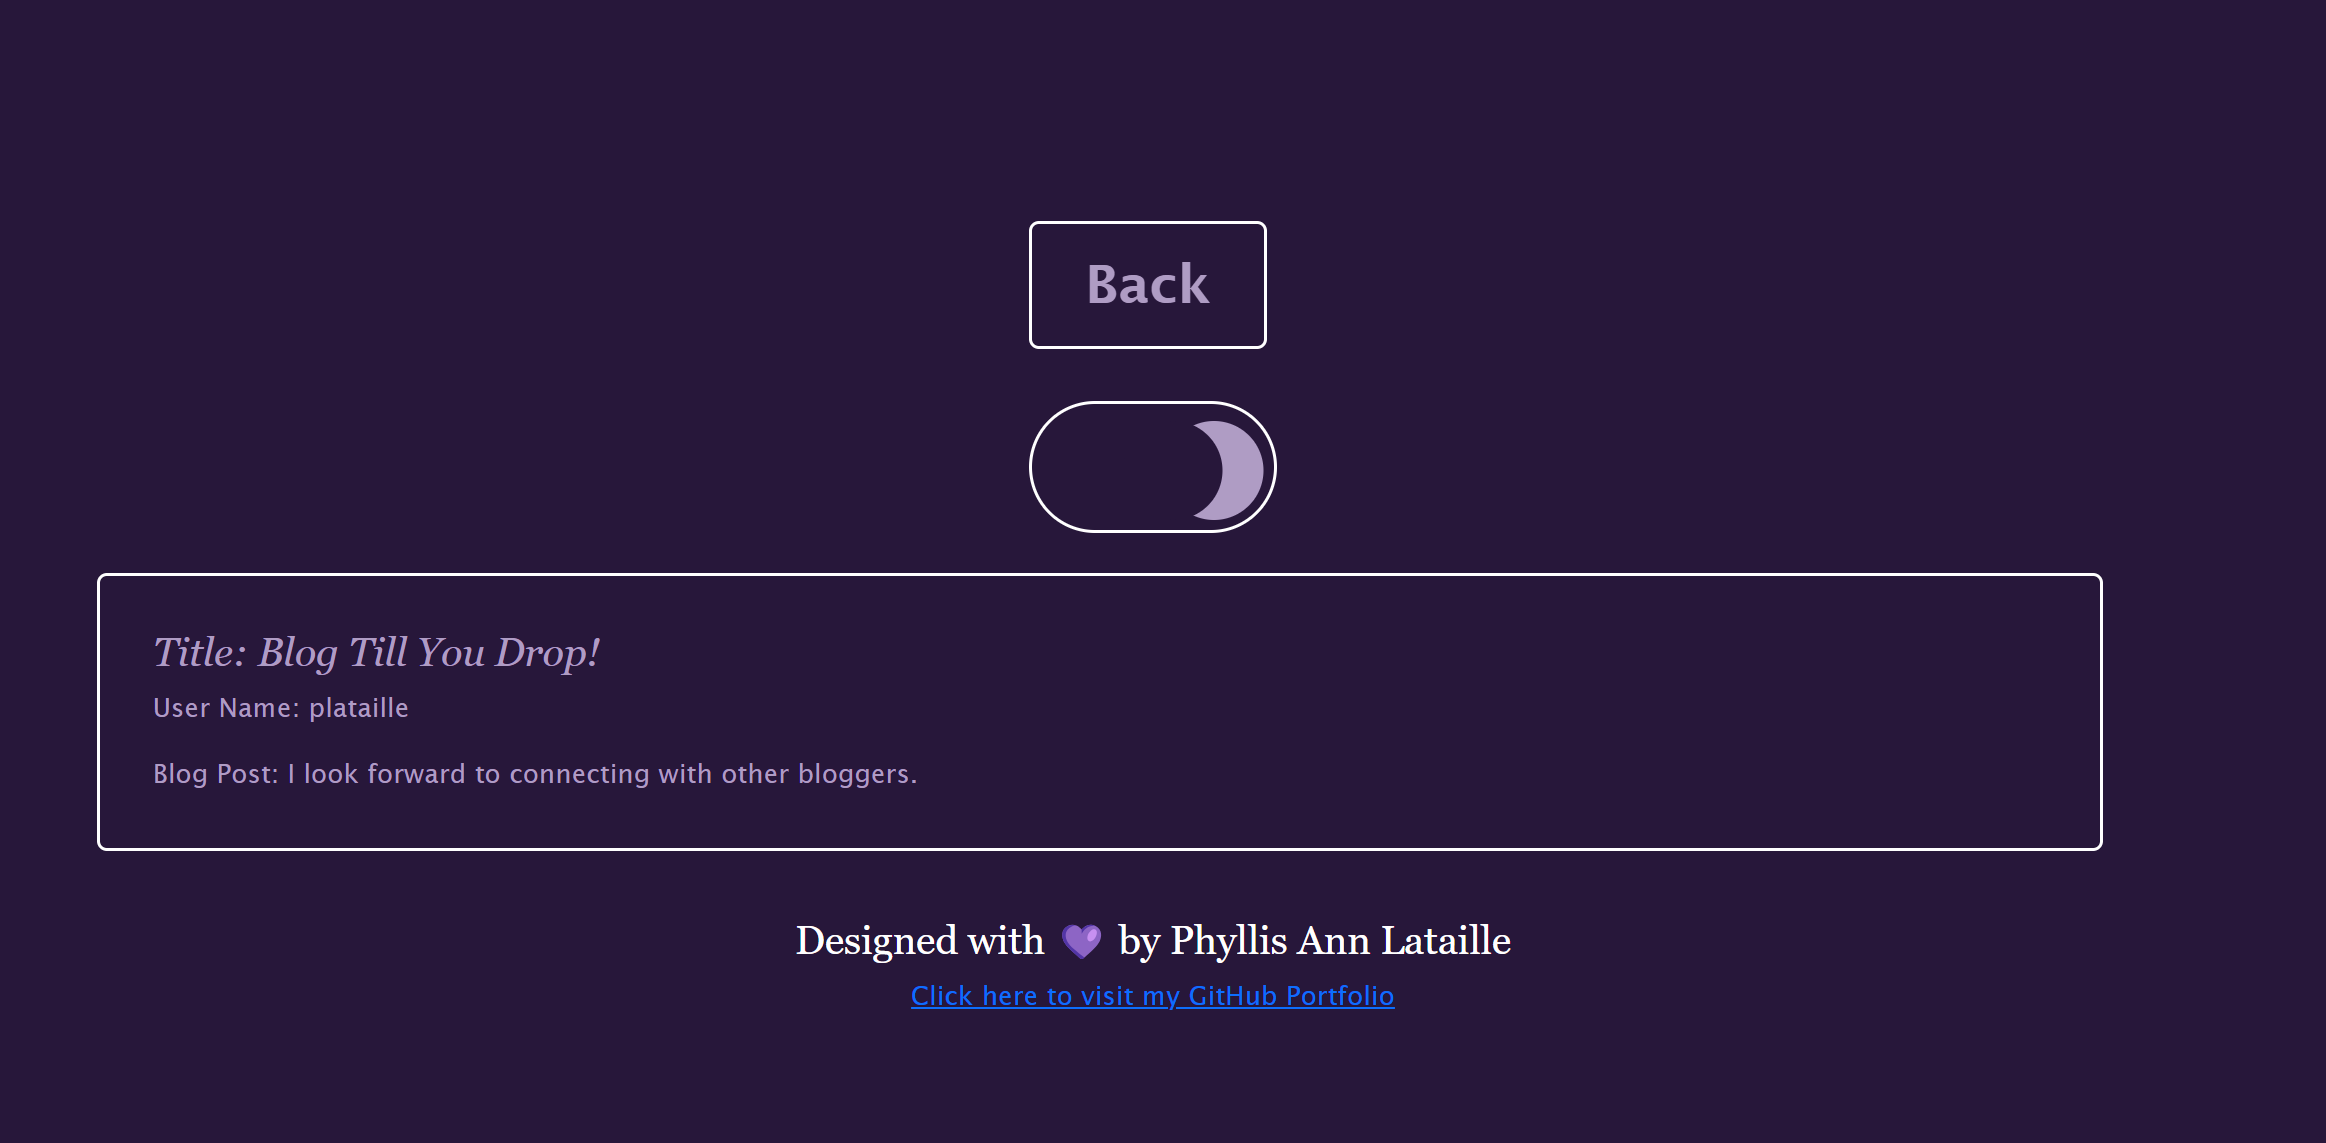 Back
Title: Blog Till You Drop!
User Name: plataille
Blog Post: I look forward to connecting with other bloggers.
Designed with 💜 by Phyllis Ann Lataille
Click here to visit my GitHub Portfolio